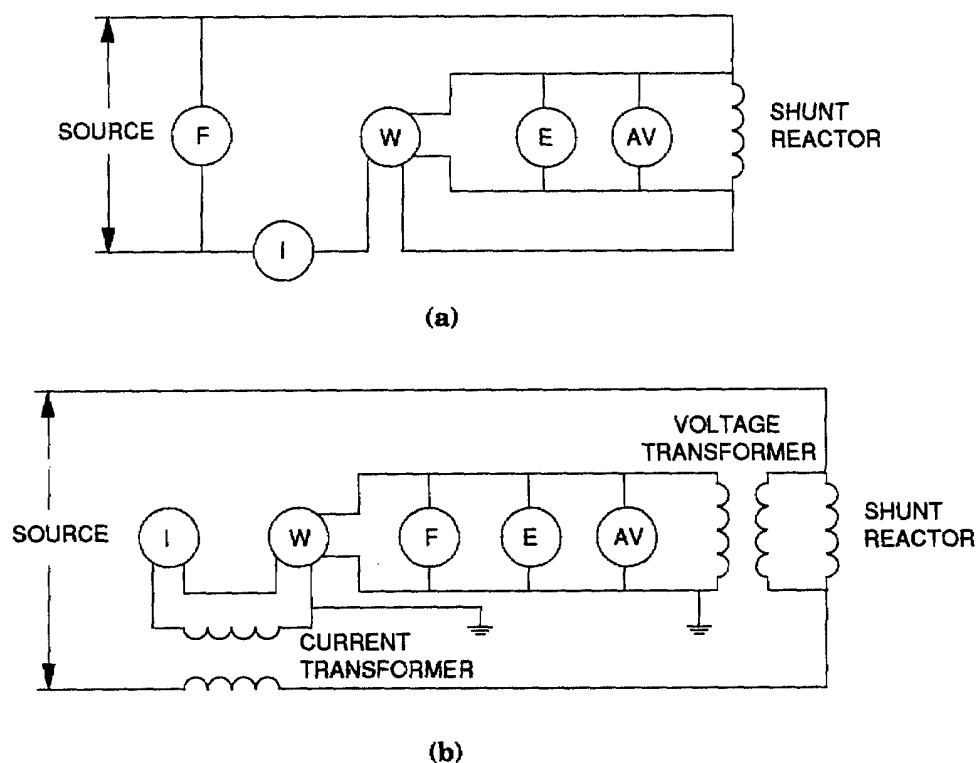 SOURCE
F
I
W
E
AV
SHUNT
REACTOR
(a)
SOURCE
I
W
F
E
AV
VOLTAGE
TRANSFORMER
SHUNT
REACTOR
CURRENT
TRANSFORMER
(b)